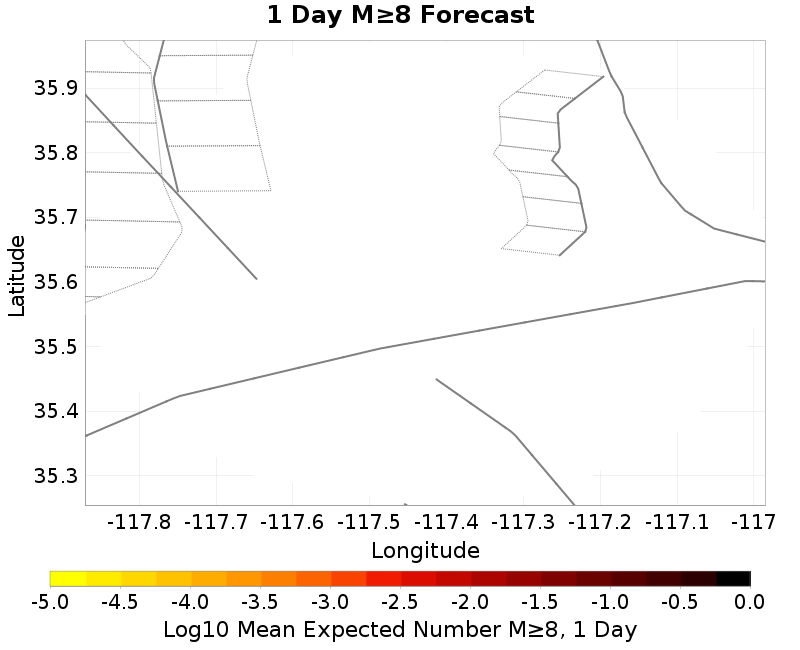 1 Day M≥8 Forecast
Latitude
35.9
35.8
35.7
35.6
35.5
35.4
35.3
-117.8 -117.7 -117.6 -117.5 -117.4 -117.3 -117.2 -117.1 -117
Longitude
-5.0 -4.5 -4.0 -3.5 -3.0 -2.5 -2.0 -1.5 -1.0 -0.5 0.0
Log10 Mean Expected Number M≥8, 1 Day